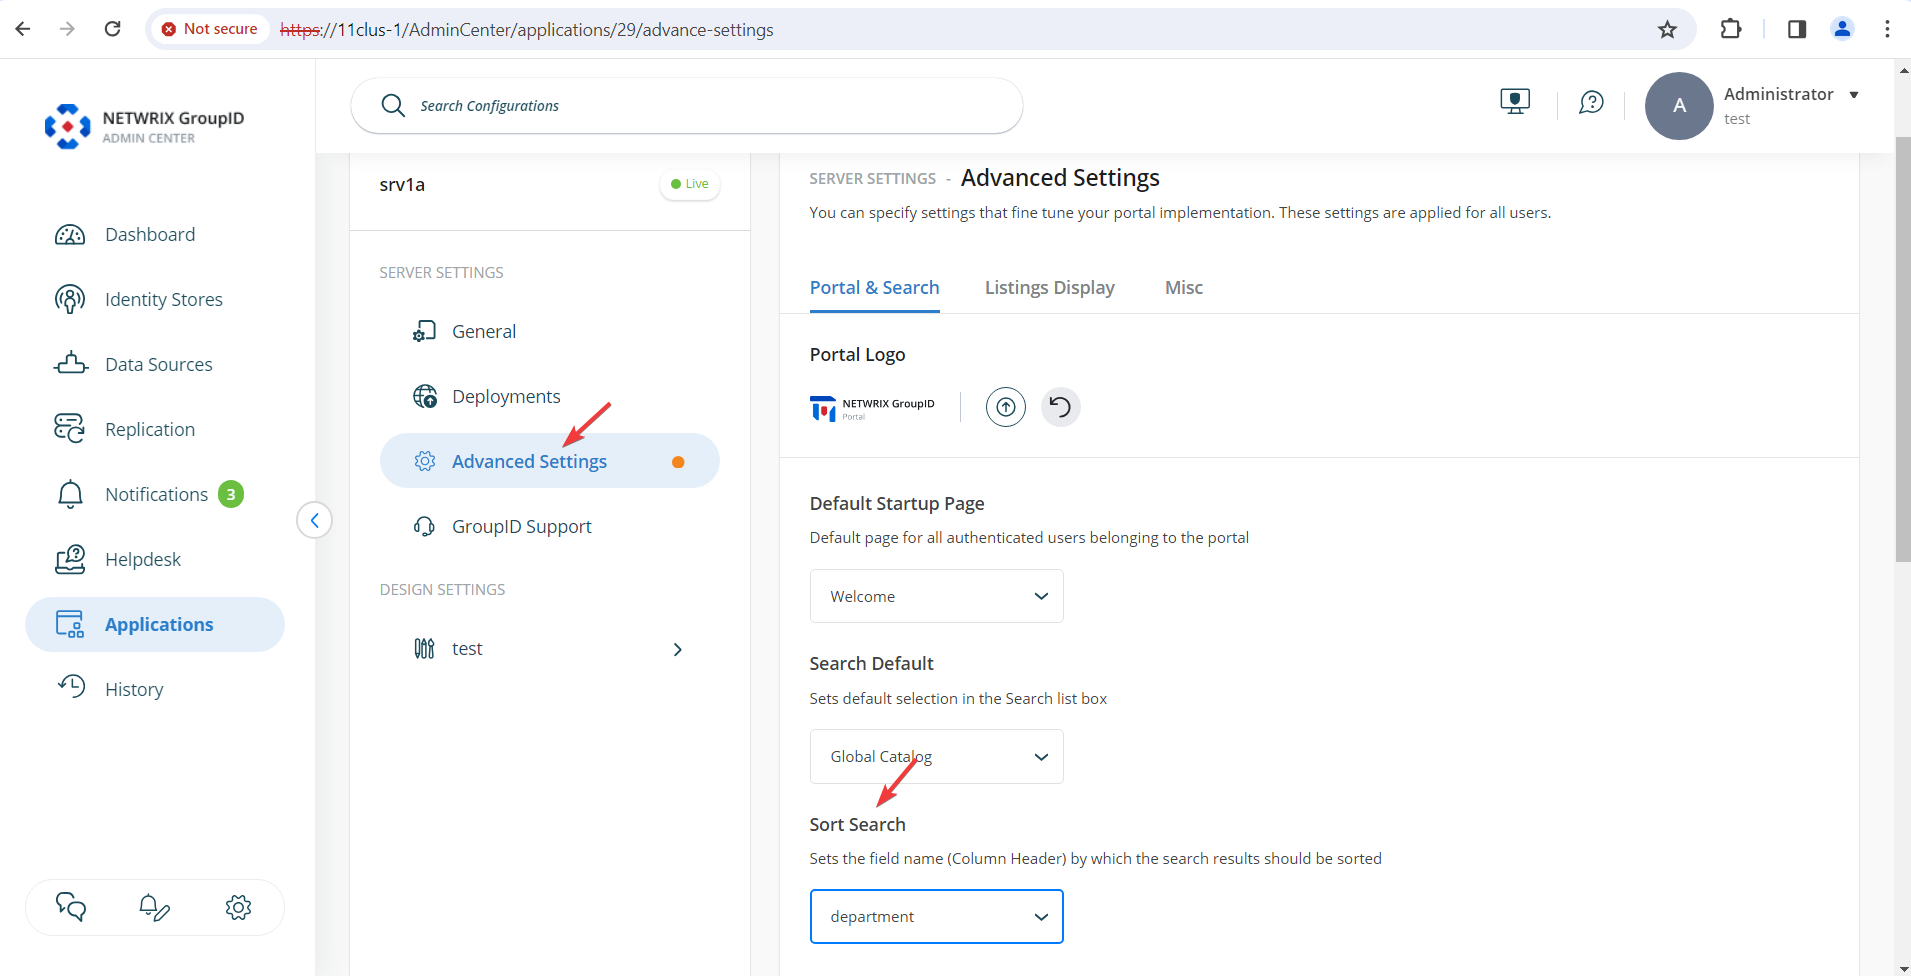 Not secure https://11clus-1/AdminCenter/applications/29/advance-settings
NETWRIX GroupID
ADMIN CENTER
Dashboard
Identity Stores
Data Sources
Replication
Notifications 3
Helpdesk
Applications
History
Search Configurations
A
Administrator
test
srv1a
Live
SERVER SETTINGS
General
Deployments
Advanced Settings
GroupID Support
DESIGN SETTINGS
test
SERVER SETTINGS - Advanced Settings
You can specify settings that fine tune your portal implementation. These settings are applied for all users.
Portal & Search Listings Display Misc
Portal Logo
NETWRIX GroupID
Portal
Default Startup Page
Default page for all authenticated users belonging to the portal
Welcome
Search Default
Sets default selection in the Search list box
Global Catalog
Sort Search
Sets the field name (Column Header) by which the search results should be sorted
department